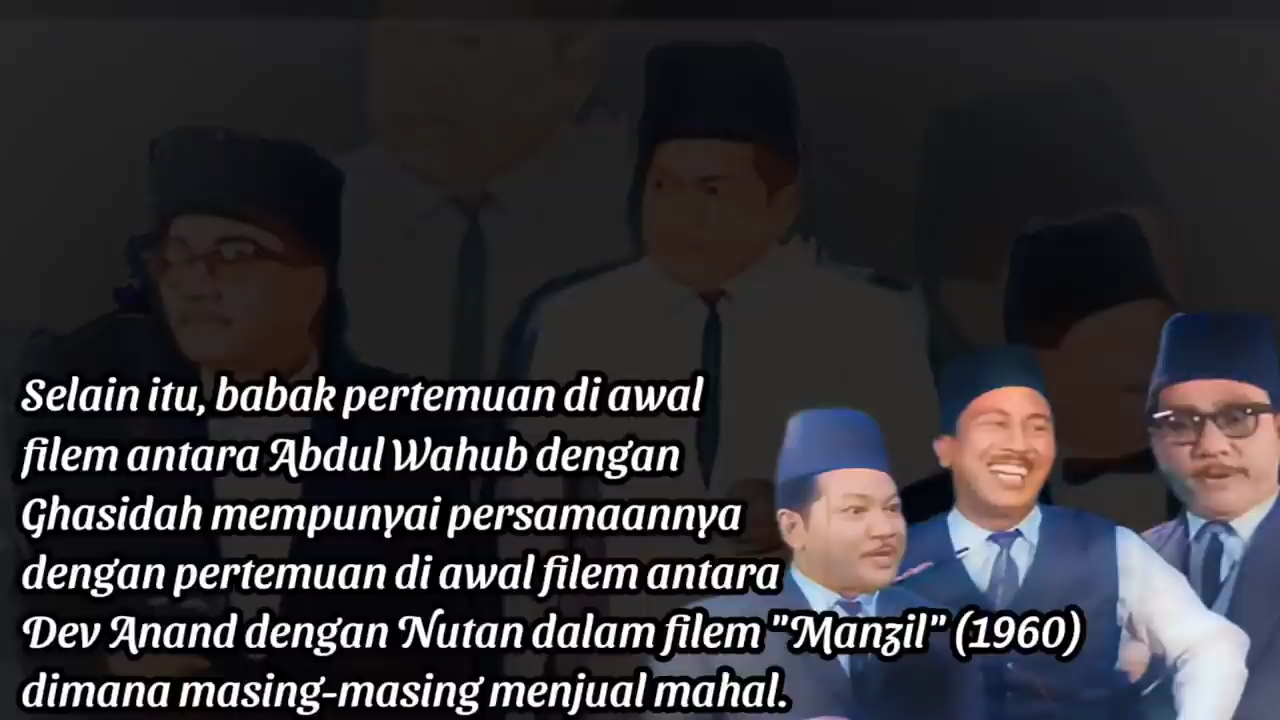 Selain itu, babak pertemuan di awal
filem antara Abdul Wahub dengan
Ghasidah mempunyai persamaannya
dengan pertemuan di awal filem antara
Dev Anand dengan Nutan dalam filem "Manzil" (1960)
dimana masing-masing menjual mahal.